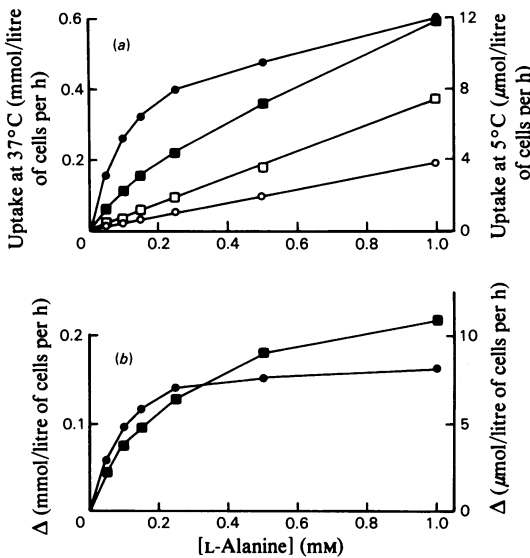 Uptake at 37°C (mmol/litre
of cells per h)
0.6
0.4
0.2
0
(a)
12
8
4
0
Uptake at 5°C (μmol/litre
of cells per h)
0.2 0.4 0.6 0.8 1.0
Δ (mmol/litre of cells per h)
0.2
0.1
0
(b)
10
5
0
Δ (μmol/litre of cells per h)
0 0.2 0.4 0.6 0.8 1.0
[L-Alanine] (mM)